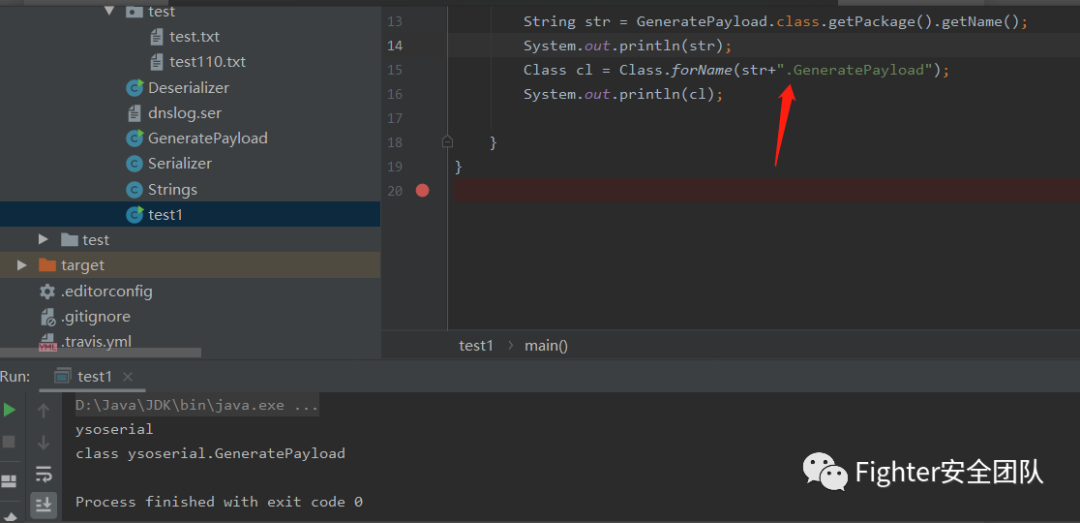 test
test.txt
test110.txt
Deserializer
dnslog.ser
GeneratePayload
Serializer
Strings
test1
test
target
.editorconfig
.gitignore
.travis.yml
13 String str = GeneratePayload.class.getPackage().getName();
14 System.out.println(str);
15 Class cl = Class.forName(str+".GeneratePayload");
16 System.out.println(cl);
17
18 }
19 }
20
test1 > main()
Run: test1 ×
D:\Java\JDK\bin\java.exe ...
ysoserial
class ysoserial.GeneratePayload
Process finished with exit code 0
Fighter安全团队